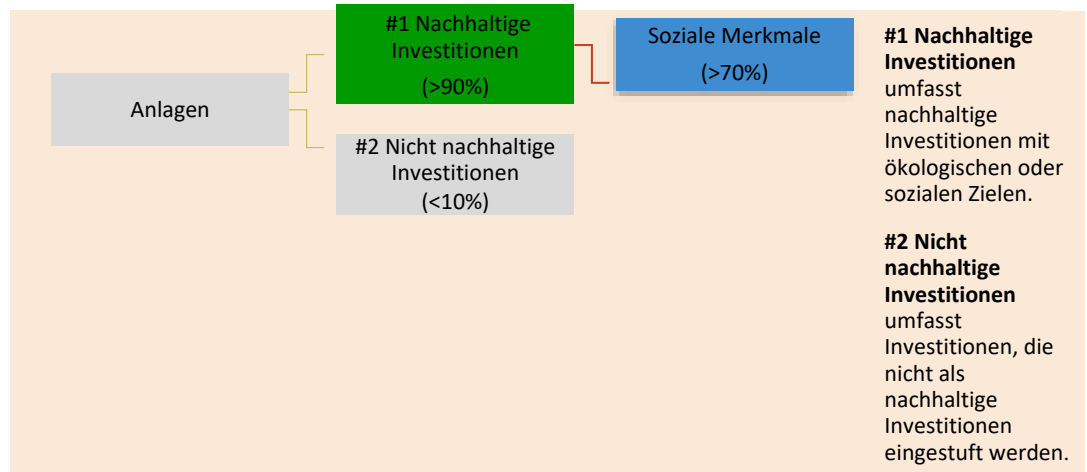 Anlagen
#1 Nachhaltige
Investitionen
(>90%)
Soziale Merkmale
(>70%)
#2 Nicht nachhaltige
Investitionen
(<10%)
#1 Nachhaltige
Investitionen
umfasst
nachhaltige
Investitionen mit
ökologischen oder
sozialen Zielen.
#2 Nicht
nachhaltige
Investitionen
umfasst
Investitionen, die
nicht als
nachhaltige
Investitionen
eingestuft werden.